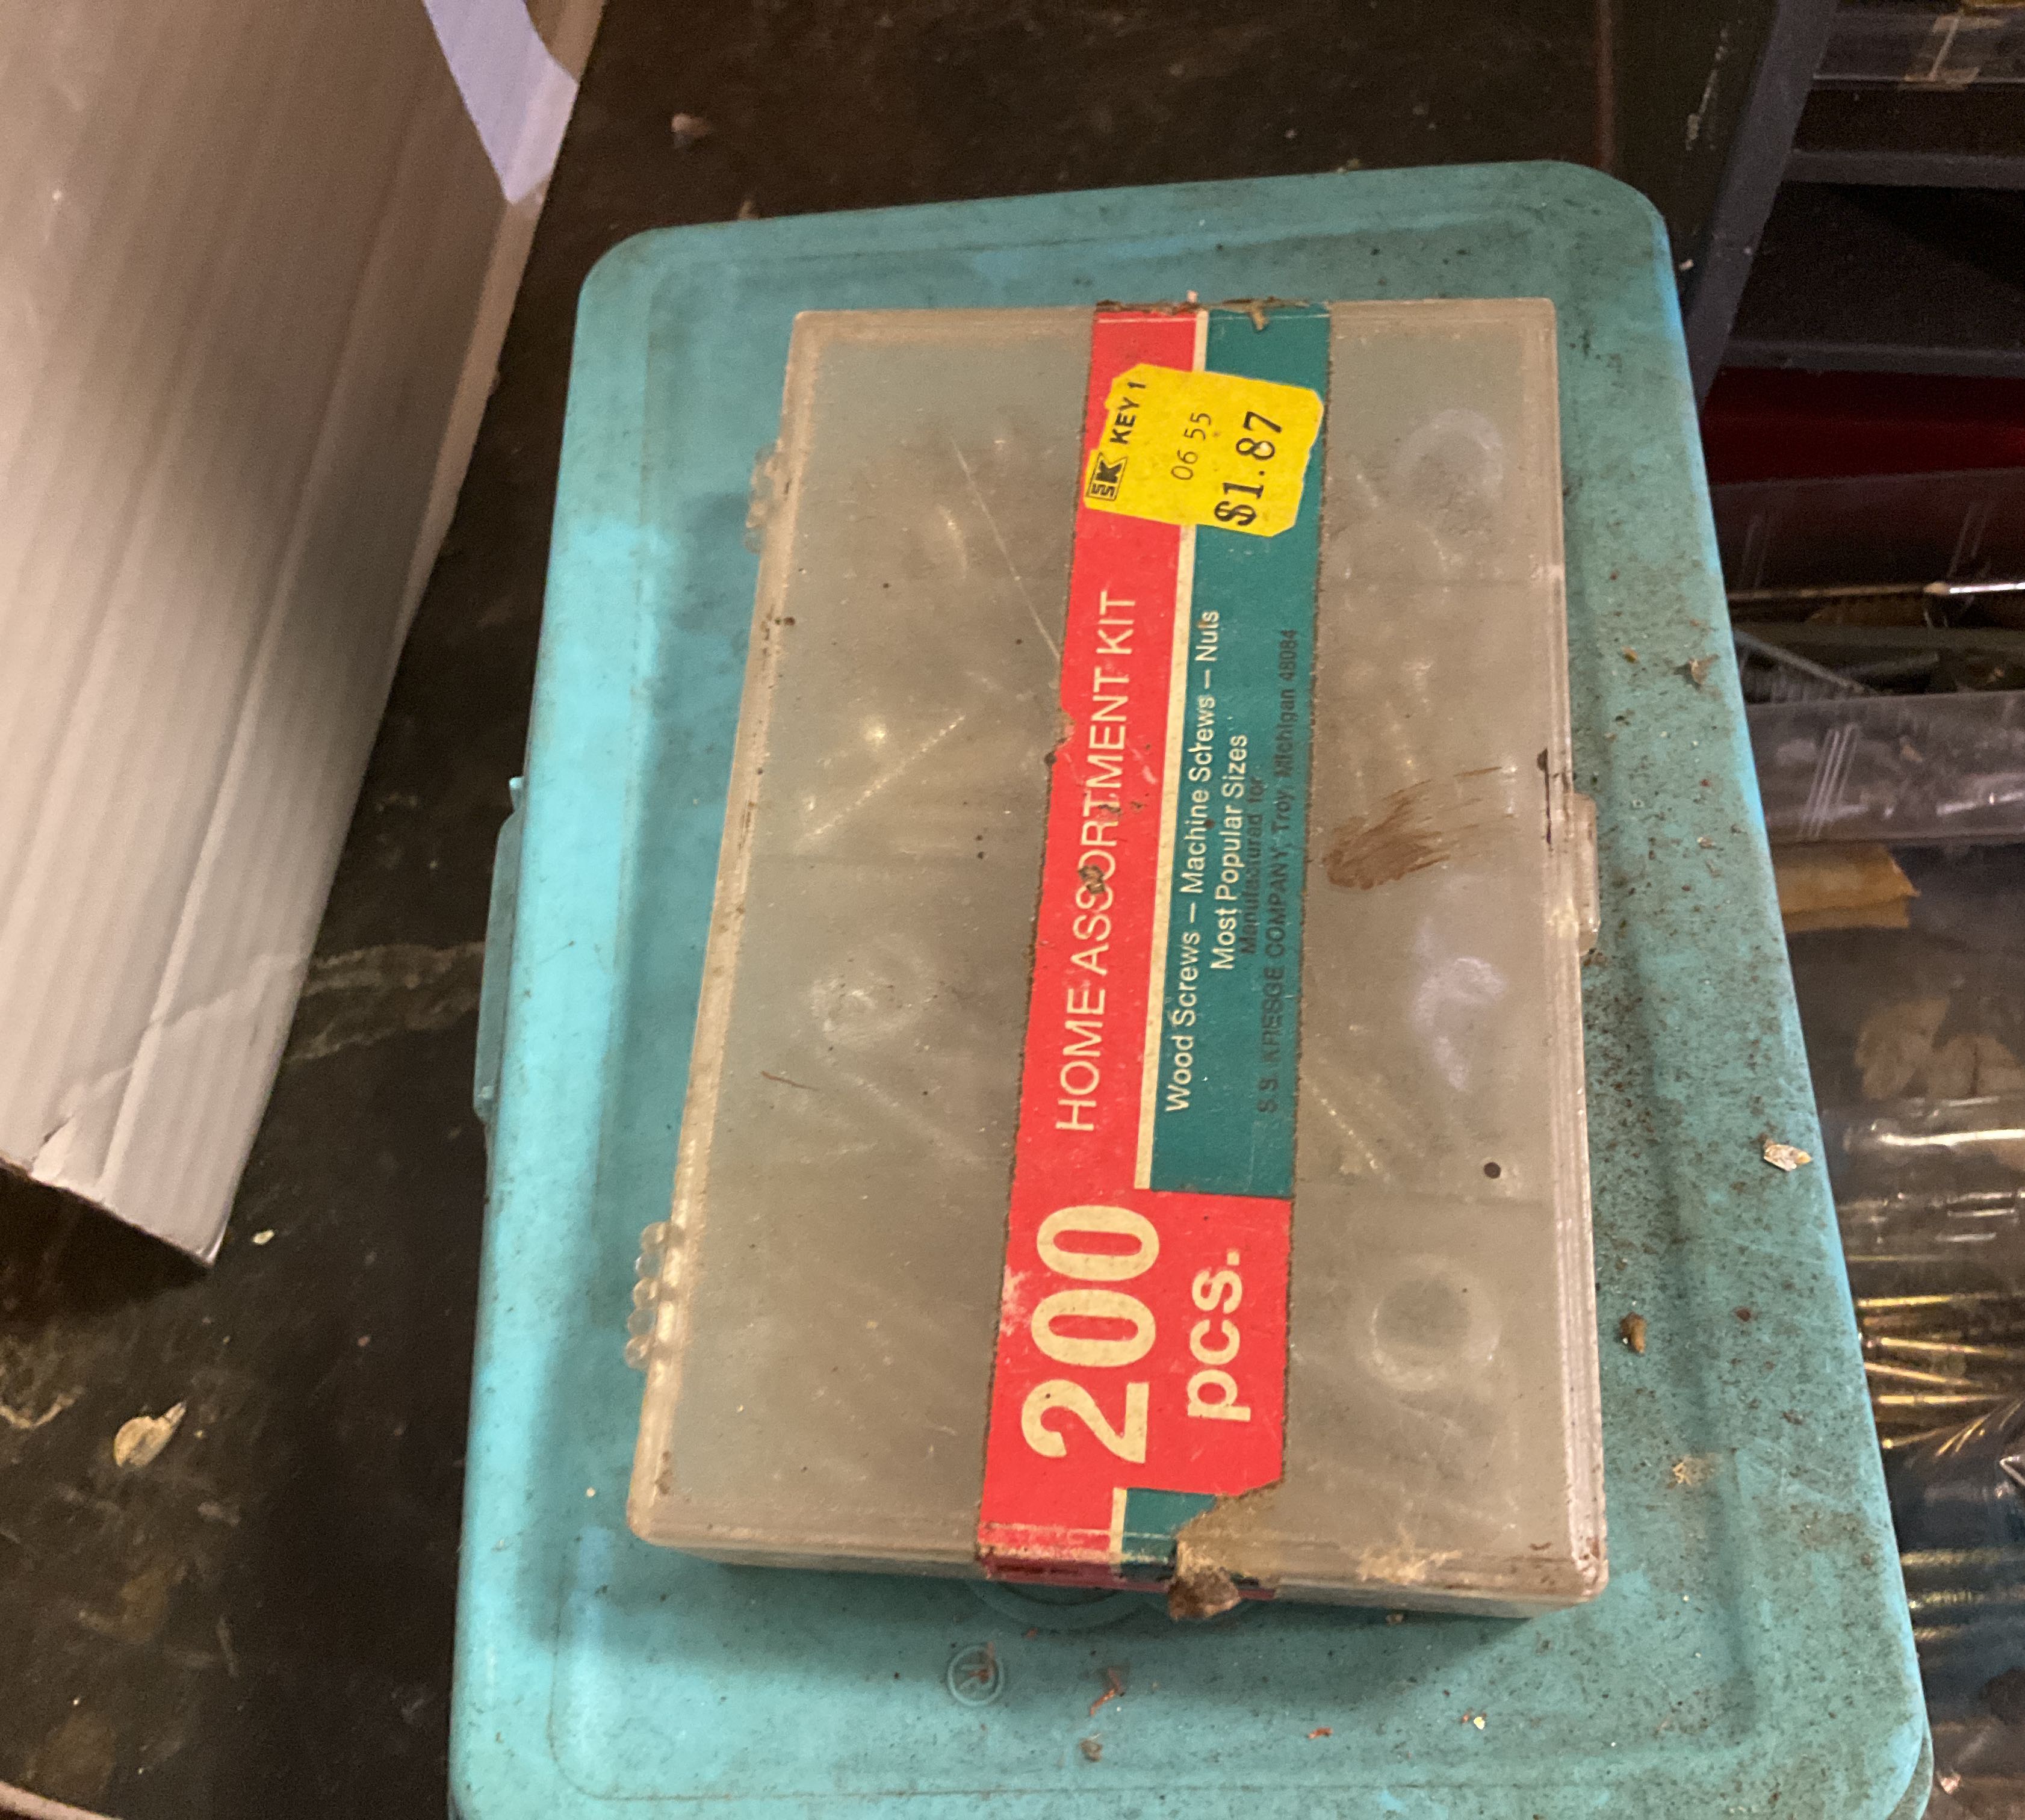 SSK KEY 1
06 55
$1.87
HOME ASSORTMENT KIT
Wood Screws – Machine Screws – Nuts
Most Popular Sizes
Manufactured for
S.S. KRESGE COMPANY, Troy, Michigan 48084
200
pcs.
R